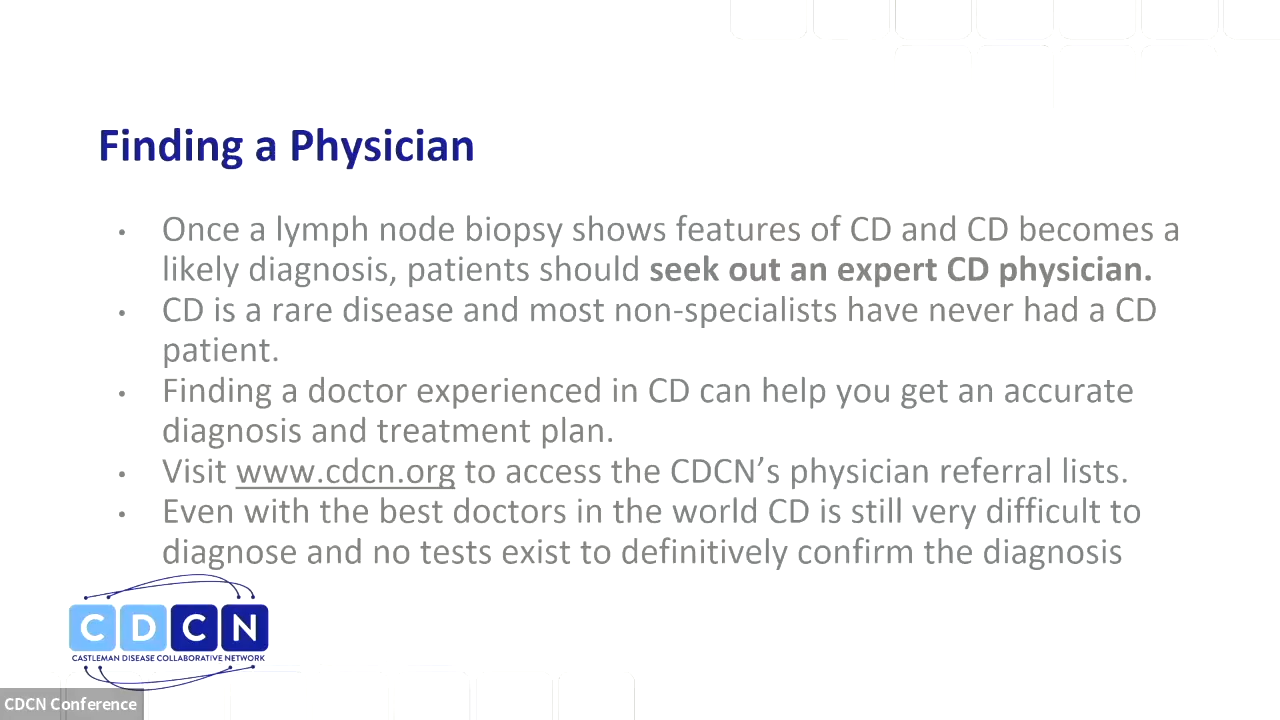 Finding a Physician
• Once a lymph node biopsy shows features of CD and CD becomes a
likely diagnosis, patients should seek out an expert CD physician.
• CD is a rare disease and most non-specialists have never had a CD
patient.
• Finding a doctor experienced in CD can help you get an accurate
diagnosis and treatment plan.
• Visit www.cdcn.org to access the CDCN’s physician referral lists.
• Even with the best doctors in the world CD is still very difficult to
diagnose and no tests exist to definitively confirm the diagnosis
CDCN
CASTLEMAN DISEASE COLLABORATIVE NETWORK
CDCN Conference